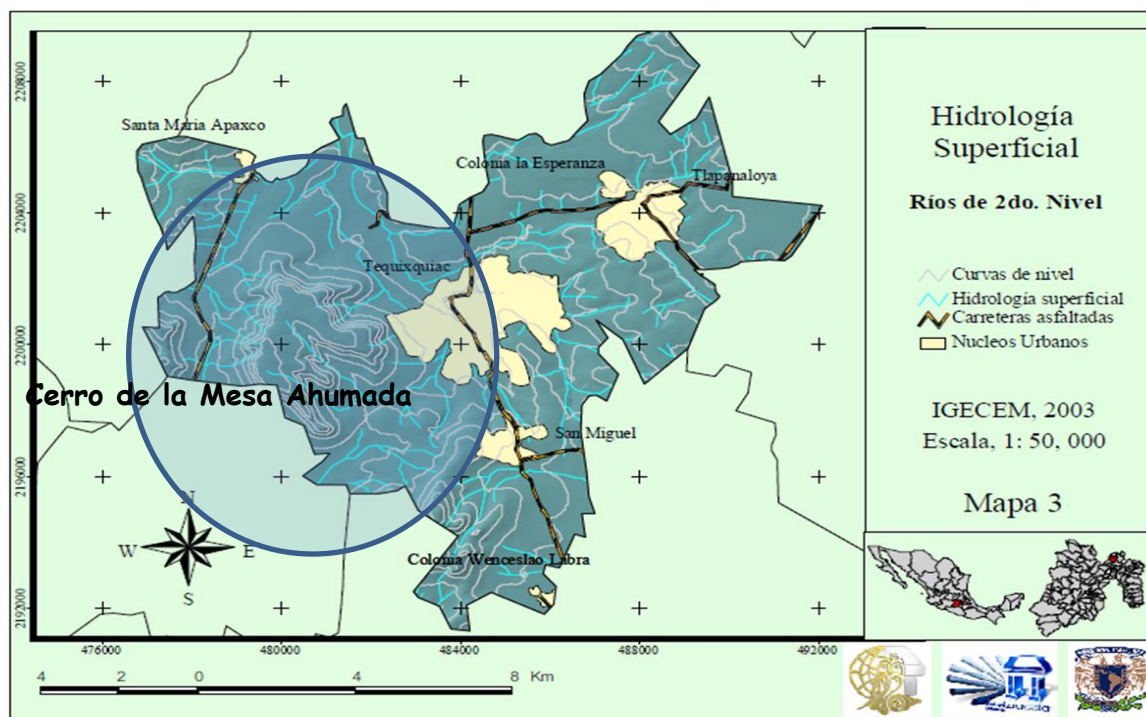 2208000
2204000
2200000
2196000
2192000
Santa Maria Apaxco
Colonia la Esperanza
Tlapanaloya
Tequixquiac
Cerro de la Mesa Ahumada
San Miguel
Colonia Wenceslao Labra
N
W E
S
476000 480000 484000 488000 492000
4 2 0 4 8 Km
Hidrología
Superficial
Ríos de 2do. Nivel
Curvas de nivel
Hidrología superficial
Carreteras asfaltadas
Nucleos Urbanos
IGECEM, 2003
Escala, 1: 50, 000
Mapa 3